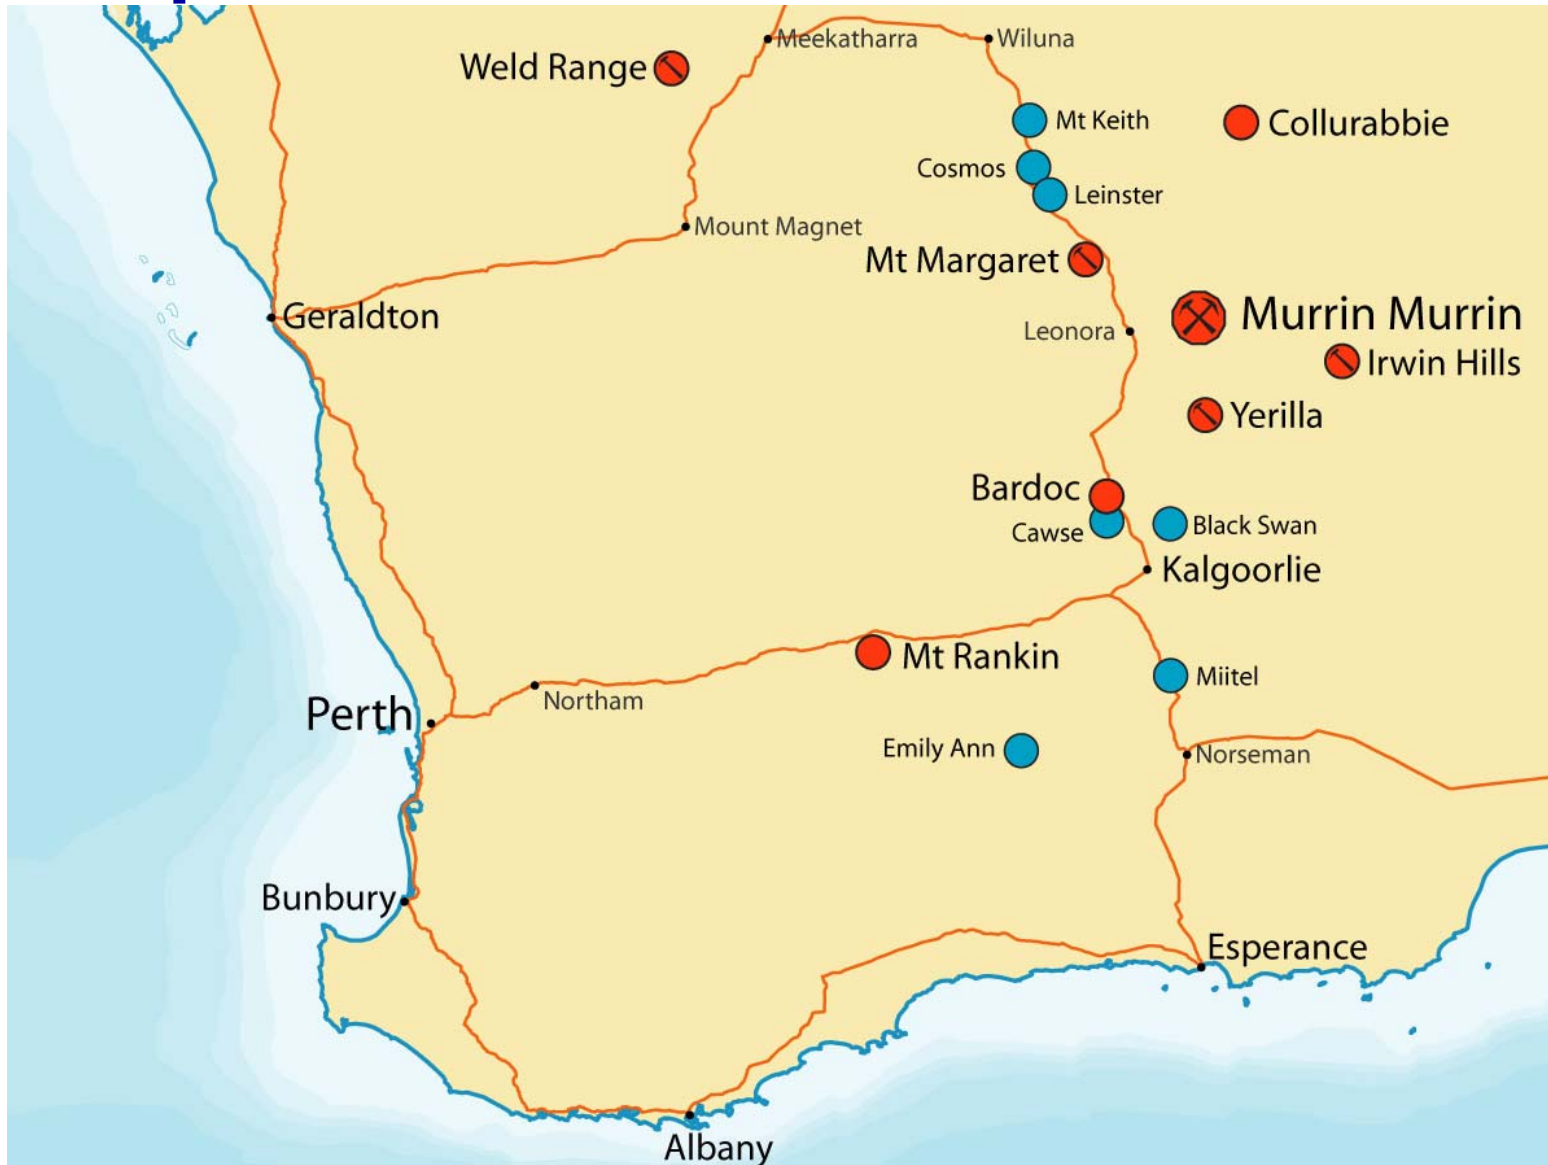 Meekatharra
Wiluna
Weld Range
Mt Keith
Collurabbie
Cosmos
Leinster
Mount Magnet
Mt Margaret
Geraldton
Murrin Murrin
Leonora
Irwin Hills
Yerilla
Bardoc
Cawse
Black Swan
Kalgoorlie
Mt Rankin
Miitel
Northam
Perth
Emily Ann
Norseman
Bunbury
Esperance
Albany